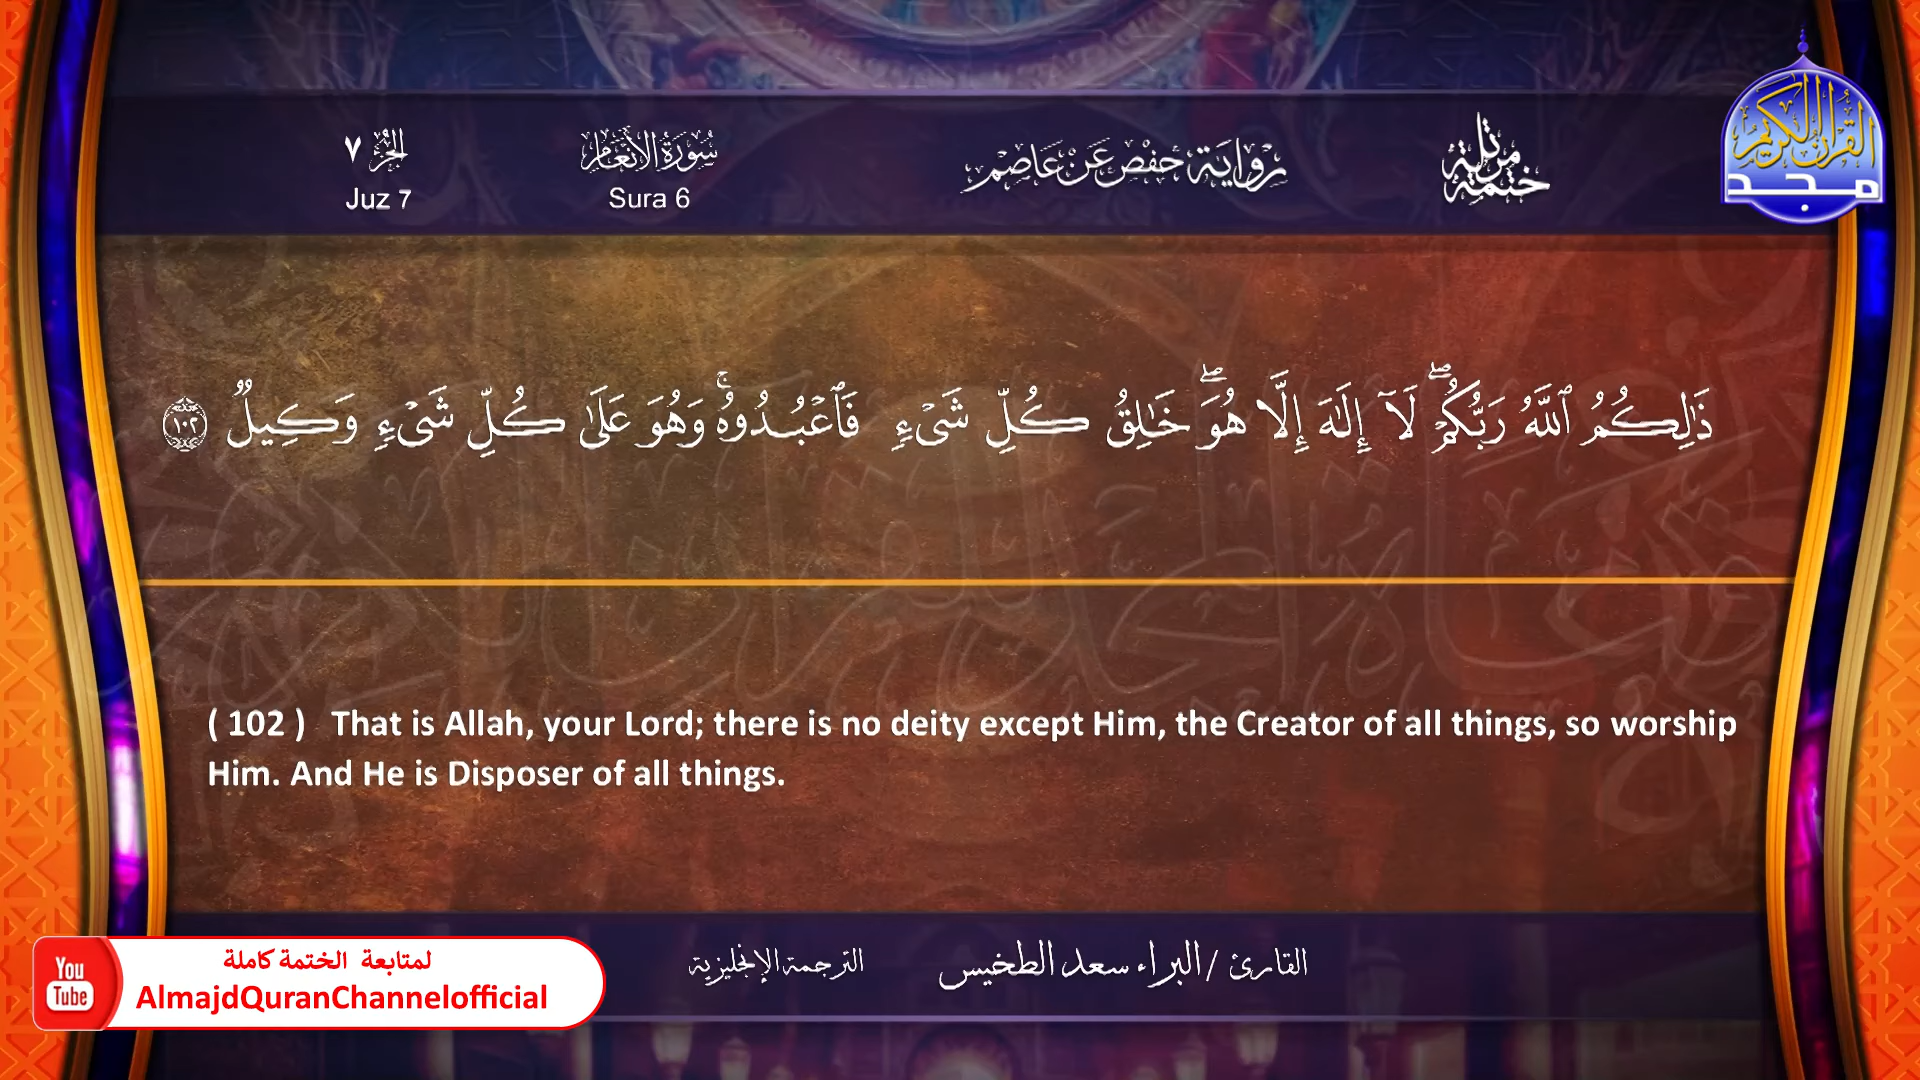 الجزء ٧
Juz 7
سورة الأنعام
Sura 6
رواية حفص عن عاصم
ختمة مرتلة
القرآن الكريم
مجد
ذَٰلِكُمُ ٱللَّهُ رَبُّكُمْۖ لَآ إِلَٰهَ إِلَّا هُوَۖ خَٰلِقُ كُلِّ شَىْءٍ فَٱعْبُدُوهُۚ وَهُوَ عَلَىٰ كُلِّ شَىْءٍ وَكِيلٌ ١٠٢
( 102 ) That is Allah, your Lord; there is no deity except Him, the Creator of all things, so worship
Him. And He is Disposer of all things.
القارئ / البراء سعد الطخيس
الترجمة الإنجليزية
You
Tube
لمتابعة الختمة كاملة
AlmajdQuranChannelofficial